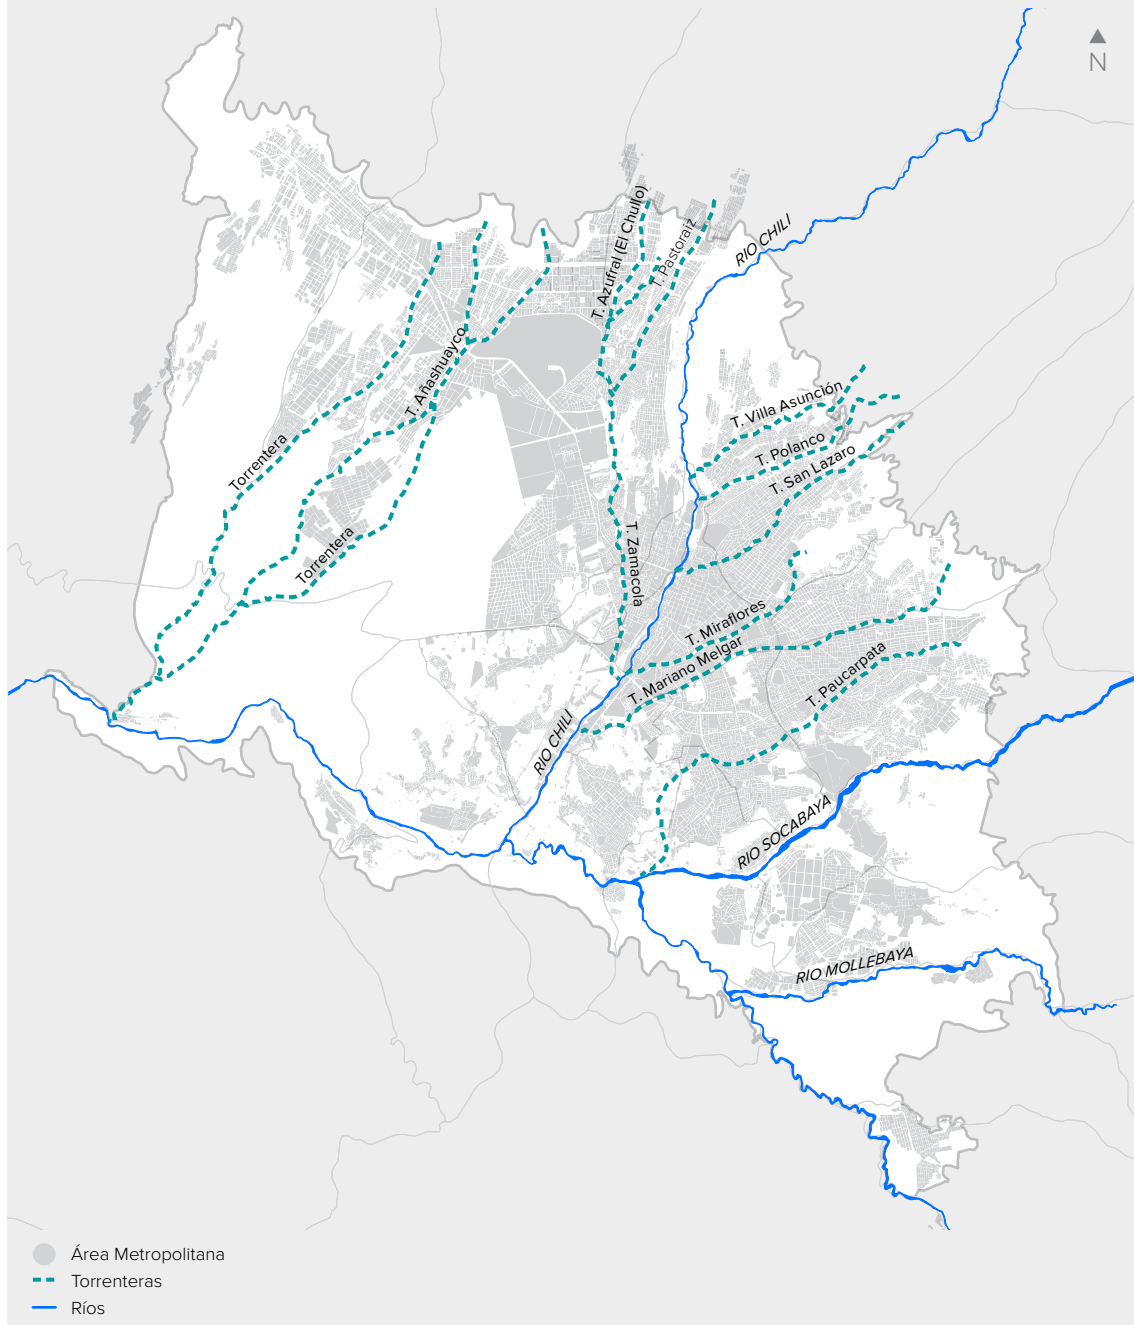 N
RIO CHILI
T. Azufral (El Chullo)
T. Pastoraiz
T. Añashuayco
T. Villa Asunción
T. Polanco
T. San Lazaro
Torrentera
Torrentera
T. Zamacola
T. Miraflores
T. Mariano Melgar
T. Paucarpata
RIO CHILI
RIO SOCABAYA
RIO MOLLEBAYA
Área Metropolitana
Torrenteras
Ríos